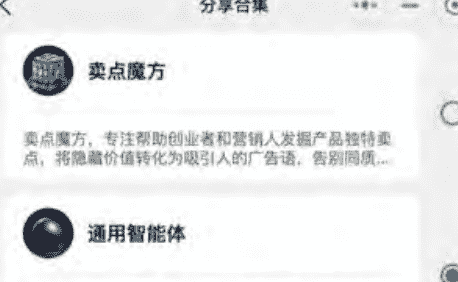 分享合集
卖点魔方
卖点魔方，专注帮助创业者和营销人发掘产品独特卖
点，将隐藏价值转化为吸引人的广告语，告别同质...
通用智能体